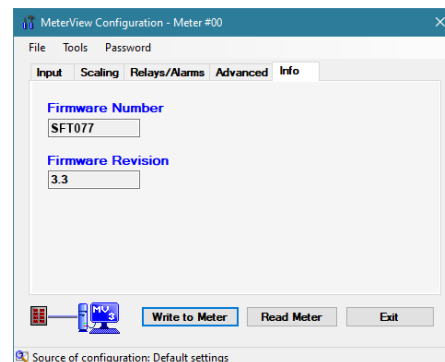 MeterView Configuration - Meter #00
File Tools Password
Input Scaling Relays/Alarms Advanced Info
Firmware Number
SFT077
Firmware Revision
3.3
MV 3 Write to Meter Read Meter Exit
Source of configuration: Default settings